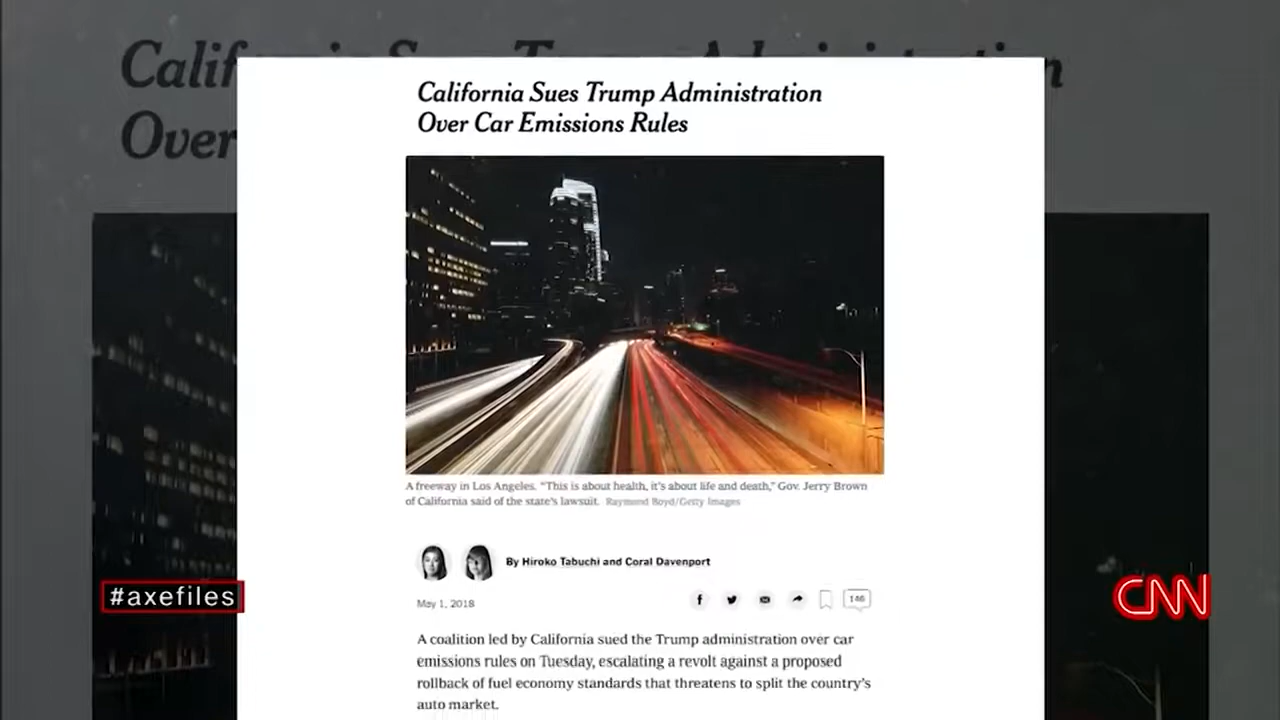 California Sues Trump Administration
Over Car Emissions Rules
A freeway in Los Angeles. “This is about health, it’s about life and death,” Gov. Jerry Brown
of California said of the state’s lawsuit. Raymond Boyd/Getty Images
By Hiroko Tabuchi and Coral Davenport
May 1, 2018
146
A coalition led by California sued the Trump administration over car
emissions rules on Tuesday, escalating a revolt against a proposed
rollback of fuel economy standards that threatens to split the country’s
auto market.
#axefiles
CNN